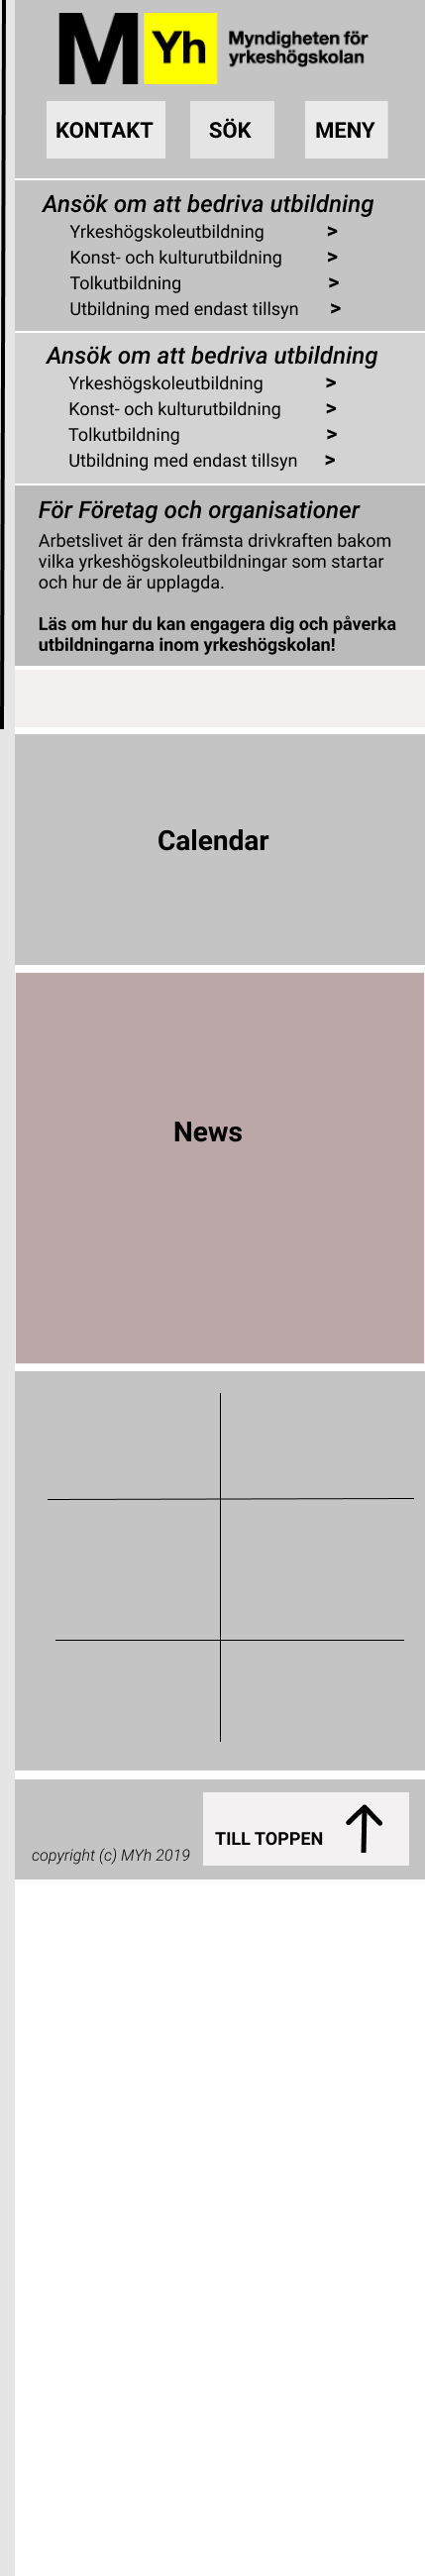 MYh Myndigheten för
yrkeshögskolan
KONTAKT SÖK MENY
Ansök om att bedriva utbildning
Yrkeshögskoleutbildning >
Konst- och kulturutbildning >
Tolkutbildning >
Utbildning med endast tillsyn >
Ansök om att bedriva utbildning
Yrkeshögskoleutbildning >
Konst- och kulturutbildning >
Tolkutbildning >
Utbildning med endast tillsyn >
För Företag och organisationer
Arbetslivet är den främsta drivkraften bakom
vilka yrkeshögskoleutbildningar som startar
och hur de är upplagda.
Läs om hur du kan engagera dig och påverka
utbildningarna inom yrkeshögskolan!
Calendar
News
TILL TOPPEN
copyright (c) MYh 2019